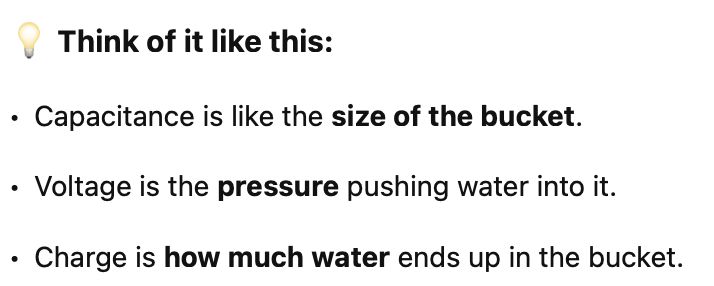 💡 Think of it like this:
• Capacitance is like the size of the bucket.
• Voltage is the pressure pushing water into it.
• Charge is how much water ends up in the bucket.